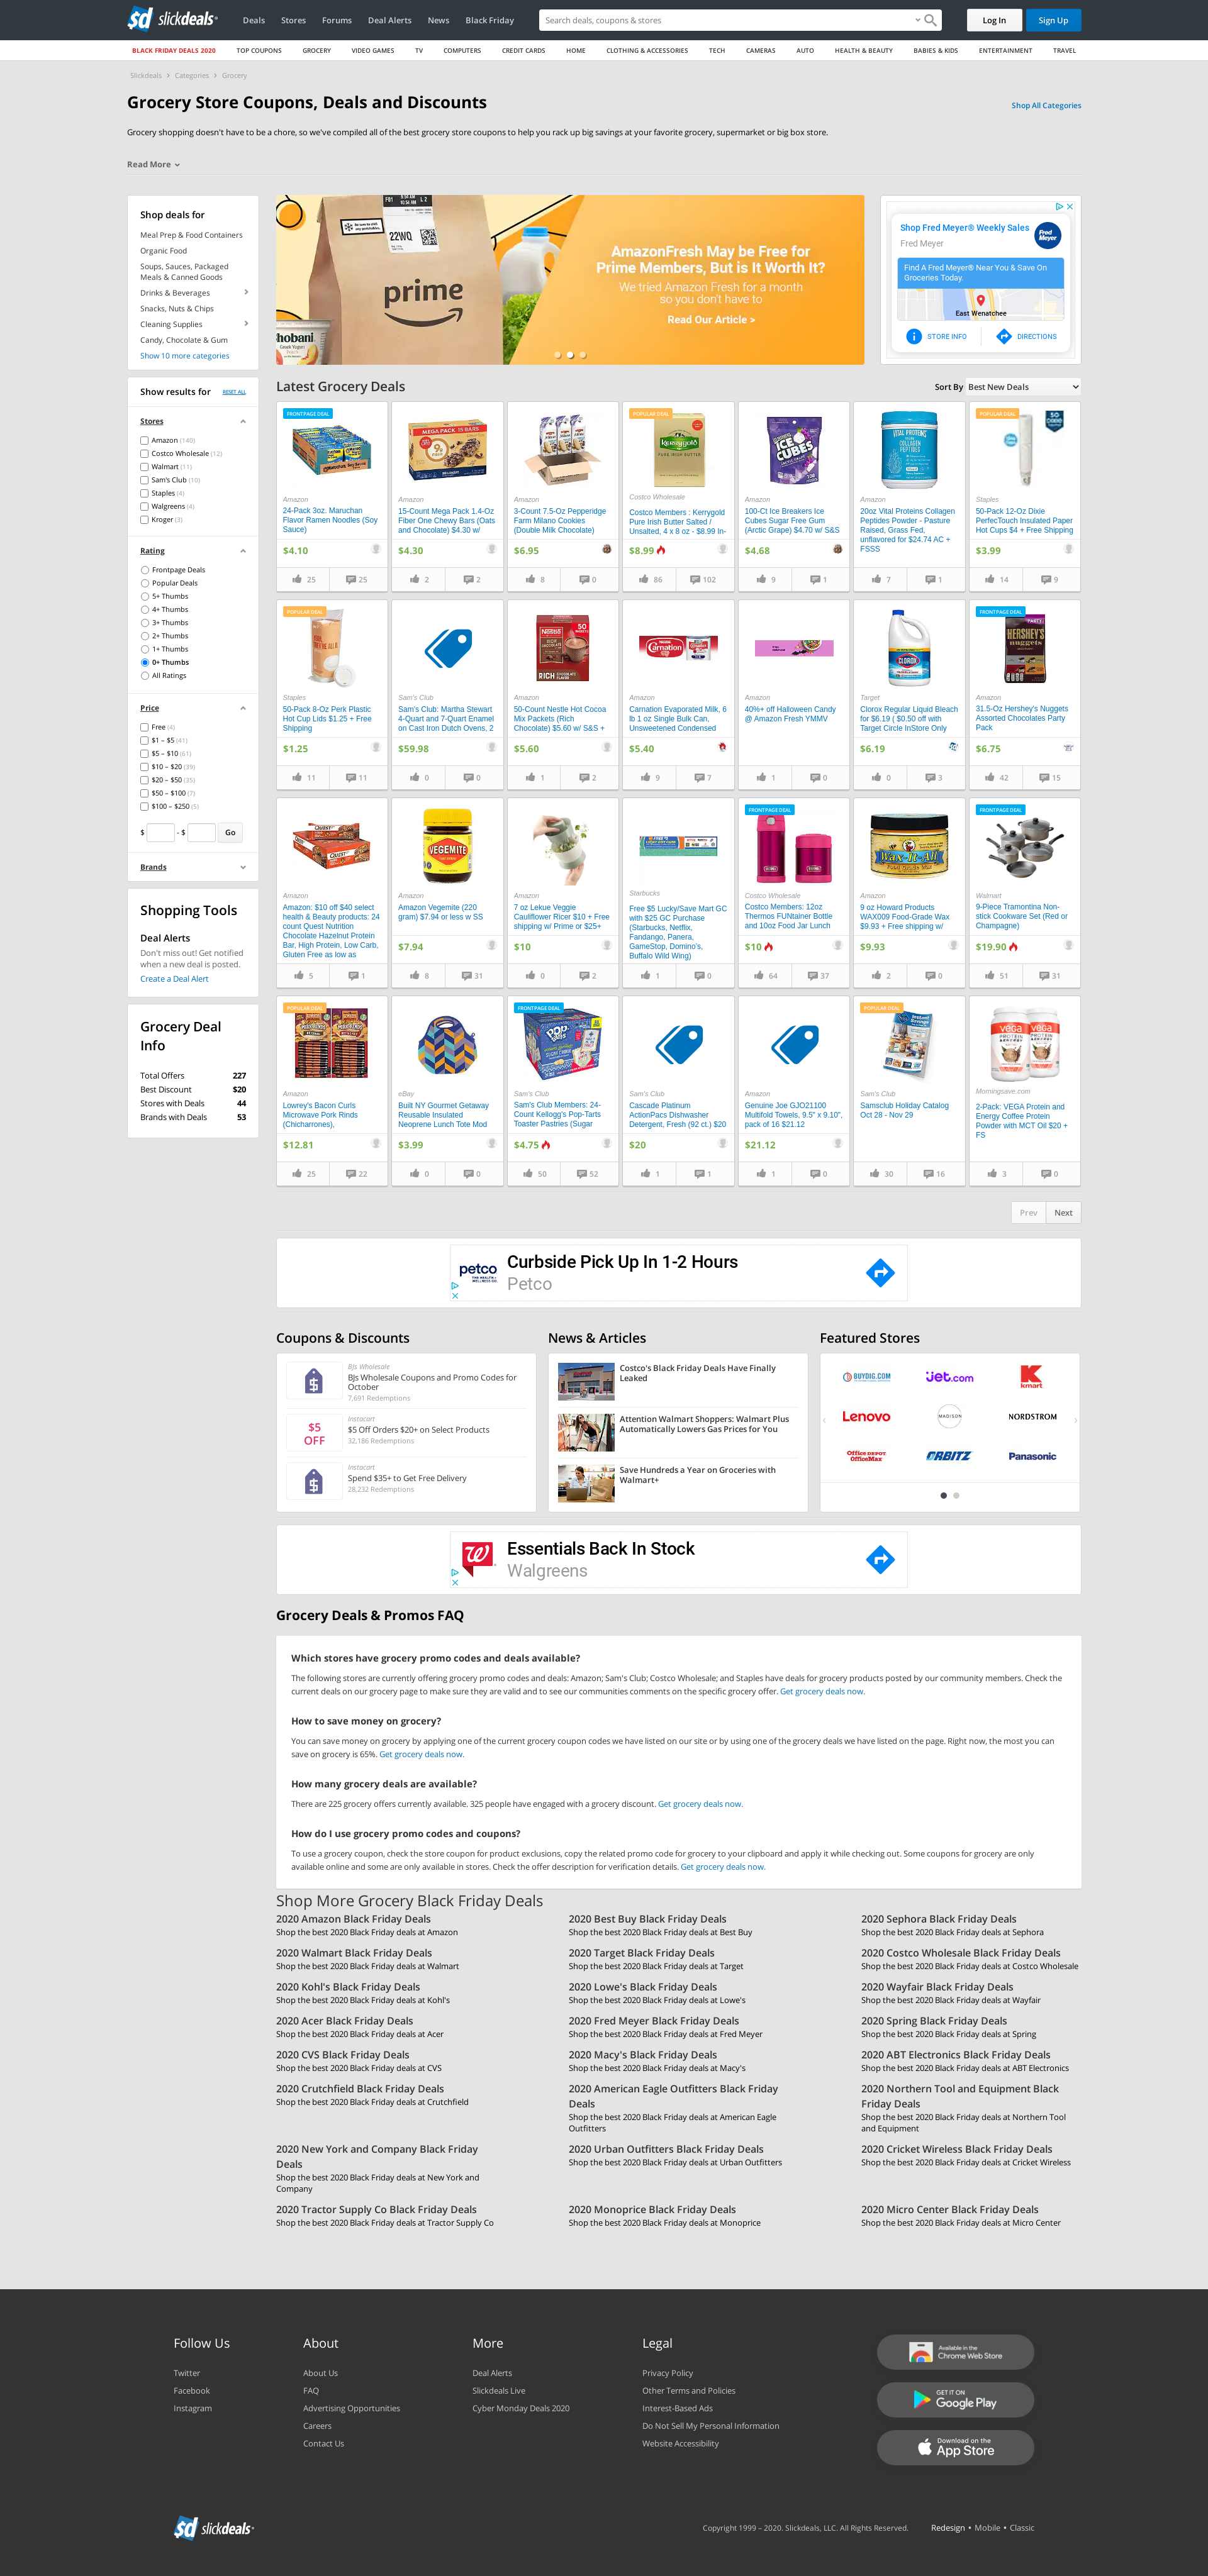 slickdeals
Deals Stores Forums Deal Alerts News Black Friday
Search deals, coupons & stores
Log In Sign Up
BLACK FRIDAY DEALS 2020 TOP COUPONS GROCERY VIDEO GAMES TV COMPUTERS CREDIT CARDS HOME CLOTHING & ACCESSORIES TECH CAMERAS AUTO HEALTH & BEAUTY BABIES & KIDS ENTERTAINMENT TRAVEL
Slickdeals > Categories > Grocery
Grocery Store Coupons, Deals and Discounts
Shop All Categories
Grocery shopping doesn't have to be a chore, so we've compiled all of the best grocery store coupons to help you rack up big savings at your favorite grocery, supermarket or big box store.
Read More
Shop deals for
Meal Prep & Food Containers
Organic Food
Soups, Sauces, Packaged
Meals & Canned Goods
Drinks & Beverages
Snacks, Nuts & Chips
Cleaning Supplies
Candy, Chocolate & Gum
Show 10 more categories
Show results for RESET ALL
Stores
Amazon (140)
Costco Wholesale (12)
Walmart (11)
Sam's Club (10)
Staples (4)
Walgreens (4)
Kroger (3)
Rating
Frontpage Deals
Popular Deals
5+ Thumbs
4+ Thumbs
3+ Thumbs
2+ Thumbs
1+ Thumbs
0+ Thumbs
All Ratings
Price
Free (4)
$1 – $5 (41)
$5 – $10 (61)
$10 – $20 (39)
$20 – $50 (35)
$50 – $100 (7)
$100 – $250 (5)
$ - $ Go
Brands
Shopping Tools
Deal Alerts
Don't miss out! Get notified
when a new deal is posted.
Create a Deal Alert
Grocery Deal
Info
Total Offers 227
Best Discount $20
Stores with Deals 44
Brands with Deals 53
22WQ
prime
hobani
AmazonFresh May be Free for
Prime Members, But is It Worth It?
We tried Amazon Fresh for a month
so you don't have to
Read Our Article >
Shop Fred Meyer® Weekly Sales
Fred Meyer
Fred Meyer
Find A Fred Meyer® Near You & Save On
Groceries Today.
East Wenatchee
STORE INFO DIRECTIONS
Latest Grocery Deals
Sort By Best New Deals
FRONTPAGE DEAL
Amazon
24-Pack 3oz. Maruchan
Flavor Ramen Noodles (Soy
Sauce)
$4.10
25 25
MEGA PACK 15 BARS
Amazon
15-Count Mega Pack 1,4-Oz
Fiber One Chewy Bars (Oats
and Chocolate) $4.30 w/
$4.30
2 2
Amazon
3-Count 7.5-Oz Pepperidge
Farm Milano Cookies
(Double Milk Chocolate)
$6.95
8 0
POPULAR DEAL
Kerrygold
Costco Wholesale
Costco Members : Kerrygold
Pure Irish Butter Salted /
Unsalted, 4 x 8 oz - $8.99 In-
$8.99
86 102
ICE CUBES
Amazon
100-Ct Ice Breakers Ice
Cubes Sugar Free Gum
(Arctic Grape) $4.70 w/ S&S
$4.68
9 1
VITAL PROTEINS
COLLAGEN PEPTIDES
Amazon
20oz Vital Proteins Collagen
Peptides Powder - Pasture
Raised, Grass Fed,
unflavored for $24.74 AC +
FSSS
7 1
POPULAR DEAL
Staples
50-Pack 12-Oz Dixie
PerfecTouch Insulated Paper
Hot Cups $4 + Free Shipping
$3.99
14 9
POPULAR DEAL
Staples
50-Pack 8-Oz Perk Plastic
Hot Cup Lids $1.25 + Free
Shipping
$1.25
11 11
Sam's Club
Sam's Club: Martha Stewart
4-Quart and 7-Quart Enamel
on Cast Iron Dutch Ovens, 2
$59.98
0 0
Nestle
50
RICH CHOCOLATE
Amazon
50-Count Nestle Hot Cocoa
Mix Packets (Rich
Chocolate) $5.60 w/ S&S +
$5.60
1 2
Carnation
Amazon
Carnation Evaporated Milk, 6
lb 1 oz Single Bulk Can,
Unsweetened Condensed
$5.40
9 7
Amazon
40%+ off Halloween Candy
@ Amazon Fresh YMMV
1 0
CLOROX
Target
Clorox Regular Liquid Bleach
for $6.19 ( $0.50 off with
Target Circle InStore Only
$6.19
0 3
FRONTPAGE DEAL
PARTY
HERSHEY'S
nuggets
Amazon
31.5-Oz Hershey's Nuggets
Assorted Chocolates Party
Pack
$6.75
42 15
QUEST
Amazon
Amazon: $10 off $40 select
health & Beauty products: 24
count Quest Nutrition
Chocolate Hazelnut Protein
Bar, High Protein, Low Carb,
Gluten Free as low as
5 1
VEGEMITE
Amazon
Amazon Vegemite (220
gram) $7.94 or less w SS
$7.94
8 31
Amazon
7 oz Lekue Veggie
Cauliflower Ricer $10 + Free
shipping w/ Prime or $25+
$10
0 2
Starbucks
Free $5 Lucky/Save Mart GC
with $25 GC Purchase
(Starbucks, Netflix,
Fandango, Panera,
GameStop, Domino's,
Buffalo Wild Wing)
1 0
FRONTPAGE DEAL
Costco Wholesale
Costco Members: 12oz
Thermos FUNtainer Bottle
and 10oz Food Jar Lunch
$10
64 37
Wax-It-All
Amazon
9 oz Howard Products
WAX009 Food-Grade Wax
$9.93 + Free shipping w/
$9.93
2 0
FRONTPAGE DEAL
Walmart
9-Piece Tramontina Non-
stick Cookware Set (Red or
Champagne)
$19.90
51 31
POPULAR DEAL
Amazon
Lowrey's Bacon Curls
Microwave Pork Rinds
(Chicharrones),
$12.81
25 22
eBay
Built NY Gourmet Getaway
Reusable Insulated
Neoprene Lunch Tote Mod
$3.99
0 0
FRONTPAGE DEAL
POP TARTS
Sam's Club
Sam's Club Members: 24-
Count Kellogg's Pop-Tarts
Toaster Pastries (Sugar
$4.75
50 52
Sam's Club
Cascade Platinum
ActionPacs Dishwasher
Detergent, Fresh (92 ct.) $20
$20
1 1
Amazon
Genuine Joe GJO21100
Multifold Towels, 9.5" x 9.10",
pack of 16 $21.12
$21.12
1 0
POPULAR DEAL
Instant Savings
Sam's Club
Samsclub Holiday Catalog
Oct 28 - Nov 29
30 16
vega
Morningsave.com
2-Pack: VEGA Protein and
Energy Coffee Protein
Powder with MCT Oil $20 +
FS
3 0
Prev Next
petco
Curbside Pick Up In 1-2 Hours
Petco
Coupons & Discounts
BJs Wholesale
BJs Wholesale Coupons and Promo Codes for
October
7,691 Redemptions
$5
OFF
Instacart
$5 Off Orders $20+ on Select Products
32,186 Redemptions
Instacart
Spend $35+ to Get Free Delivery
28,232 Redemptions
News & Articles
Costco's Black Friday Deals Have Finally
Leaked
Attention Walmart Shoppers: Walmart Plus
Automatically Lowers Gas Prices for You
Save Hundreds a Year on Groceries with
Walmart+
Featured Stores
BUYDIG.COM jet.com kmart
Lenovo MADISON NORDSTROM
Office DEPOT OfficeMax ORBITZ Panasonic
Essentials Back In Stock
Walgreens
Grocery Deals & Promos FAQ
Which stores have grocery promo codes and deals available?
The following stores are currently offering grocery promo codes and deals: Amazon; Sam's Club; Costco Wholesale; and Staples have deals for grocery products posted by our community members. Check the
current deals on our grocery page to make sure they are valid and to see our communities comments on the specific grocery offer. Get grocery deals now.
How to save money on grocery?
You can save money on grocery by applying one of the current grocery coupon codes we have listed on our site or by using one of the grocery deals we have listed on the page. Right now, the most you can
save on grocery is 65%. Get grocery deals now.
How many grocery deals are available?
There are 225 grocery offers currently available. 325 people have engaged with a grocery discount. Get grocery deals now.
How do I use grocery promo codes and coupons?
To use a grocery coupon, check the store coupon for product exclusions, copy the related promo code for grocery to your clipboard and apply it while checking out. Some coupons for grocery are only
available online and some are only available in stores. Check the offer description for verification details. Get grocery deals now.
Shop More Grocery Black Friday Deals
2020 Amazon Black Friday Deals
Shop the best 2020 Black Friday deals at Amazon
2020 Best Buy Black Friday Deals
Shop the best 2020 Black Friday deals at Best Buy
2020 Sephora Black Friday Deals
Shop the best 2020 Black Friday deals at Sephora
2020 Walmart Black Friday Deals
Shop the best 2020 Black Friday deals at Walmart
2020 Target Black Friday Deals
Shop the best 2020 Black Friday deals at Target
2020 Costco Wholesale Black Friday Deals
Shop the best 2020 Black Friday deals at Costco Wholesale
2020 Kohl's Black Friday Deals
Shop the best 2020 Black Friday deals at Kohl's
2020 Lowe's Black Friday Deals
Shop the best 2020 Black Friday deals at Lowe's
2020 Wayfair Black Friday Deals
Shop the best 2020 Black Friday deals at Wayfair
2020 Acer Black Friday Deals
Shop the best 2020 Black Friday deals at Acer
2020 Fred Meyer Black Friday Deals
Shop the best 2020 Black Friday deals at Fred Meyer
2020 Spring Black Friday Deals
Shop the best 2020 Black Friday deals at Spring
2020 CVS Black Friday Deals
Shop the best 2020 Black Friday deals at CVS
2020 Macy's Black Friday Deals
Shop the best 2020 Black Friday deals at Macy's
2020 ABT Electronics Black Friday Deals
Shop the best 2020 Black Friday deals at ABT Electronics
2020 Crutchfield Black Friday Deals
Shop the best 2020 Black Friday deals at Crutchfield
2020 American Eagle Outfitters Black Friday
Deals
Shop the best 2020 Black Friday deals at American Eagle
Outfitters
2020 Northern Tool and Equipment Black
Friday Deals
Shop the best 2020 Black Friday deals at Northern Tool
and Equipment
2020 New York and Company Black Friday
Deals
Shop the best 2020 Black Friday deals at New York and
Company
2020 Urban Outfitters Black Friday Deals
Shop the best 2020 Black Friday deals at Urban Outfitters
2020 Cricket Wireless Black Friday Deals
Shop the best 2020 Black Friday deals at Cricket Wireless
2020 Tractor Supply Co Black Friday Deals
Shop the best 2020 Black Friday deals at Tractor Supply Co
2020 Monoprice Black Friday Deals
Shop the best 2020 Black Friday deals at Monoprice
2020 Micro Center Black Friday Deals
Shop the best 2020 Black Friday deals at Micro Center
Follow Us
Twitter
Facebook
Instagram
About
About Us
FAQ
Advertising Opportunities
Careers
Contact Us
More
Deal Alerts
Slickdeals Live
Cyber Monday Deals 2020
Legal
Privacy Policy
Other Terms and Policies
Interest-Based Ads
Do Not Sell My Personal Information
Website Accessibility
Available in the
Chrome Web Store
GET IT ON
Google Play
Download on the
App Store
slickdeals
Copyright 1999 – 2020. Slickdeals, LLC. All Rights Reserved. Redesign • Mobile • Classic